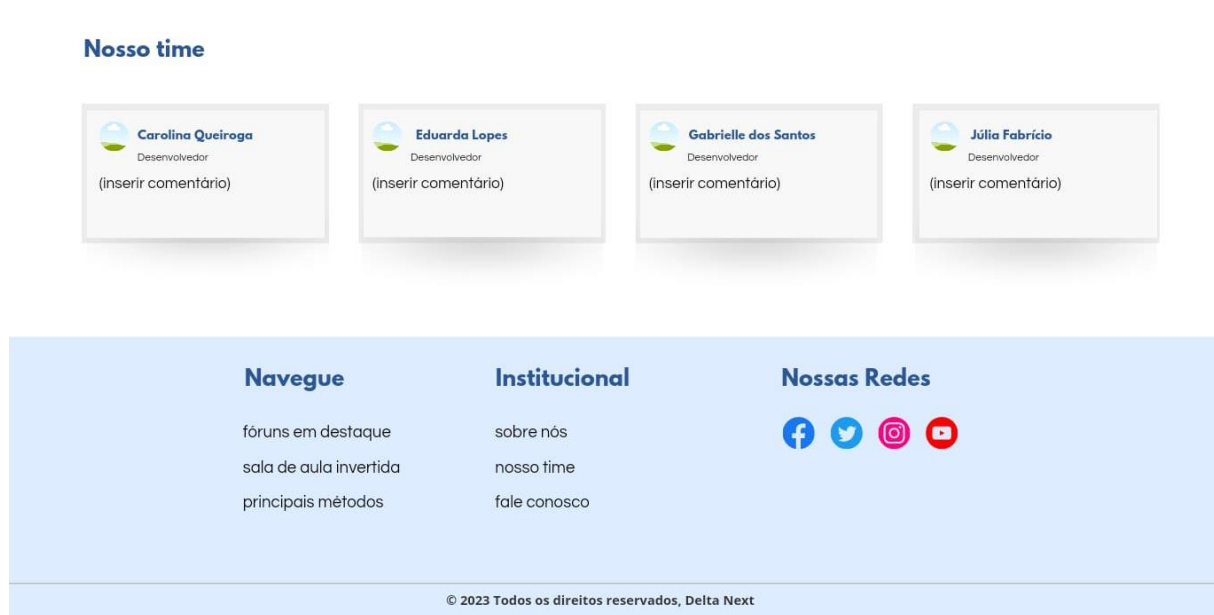 Nosso time
Carolina Queiroga
Desenvolvedor
(inserir comentário)
Eduarda Lopes
Desenvolvedor
(inserir comentário)
Gabrielle dos Santos
Desenvolvedor
(inserir comentário)
Júlia Fabrício
Desenvolvedor
(inserir comentário)
Navegue
fóruns em destaque
sala de aula invertida
principais métodos
Institucional
sobre nós
nosso time
fale conosco
Nossas Redes
© 2023 Todos os direitos reservados, Delta Next